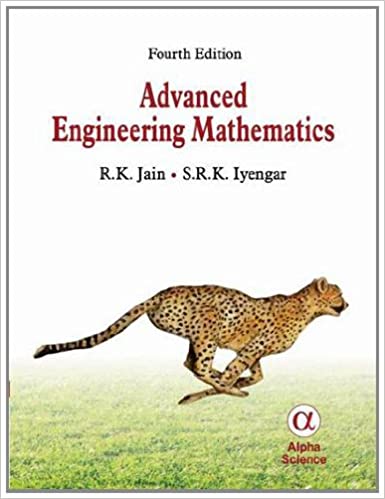 Fourth Edition
Advanced
Engineering Mathematics
R.K. Jain • S.R.K. Iyengar
α
Alpha
Science